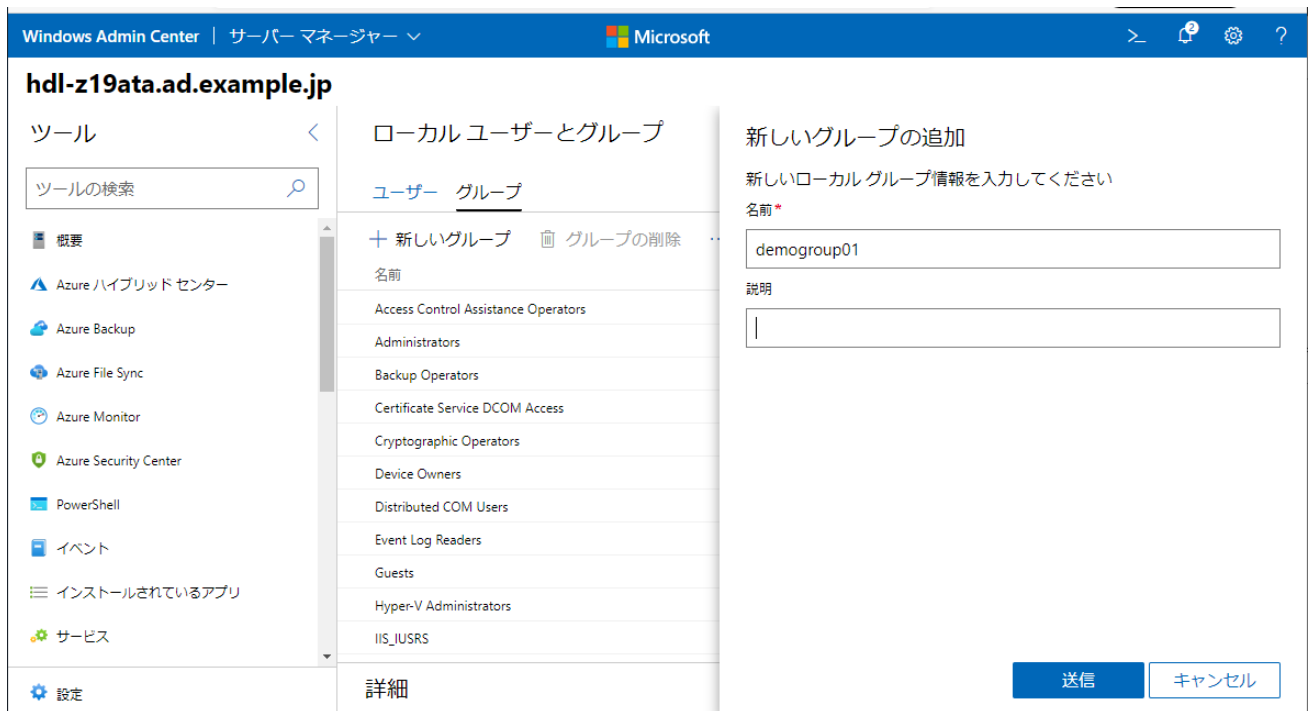 Windows Admin Center | サーバー マネージャー
Microsoft
2
?
hdl-z19ata.ad.example.jp
ツール
ツールの検索
概要
Azure ハイブリッド センター
Azure Backup
Azure File Sync
Azure Monitor
Azure Security Center
PowerShell
イベント
インストールされているアプリ
サービス
設定
ローカル ユーザーとグループ
ユーザー グループ
新しいグループ グループの削除
名前
Access Control Assistance Operators
Administrators
Backup Operators
Certificate Service DCOM Access
Cryptographic Operators
Device Owners
Distributed COM Users
Event Log Readers
Guests
Hyper-V Administrators
IIS_IUSRS
詳細
新しいグループの追加
新しいローカル グループ情報を入力してください
名前*
demogroup01
説明
送信 キャンセル